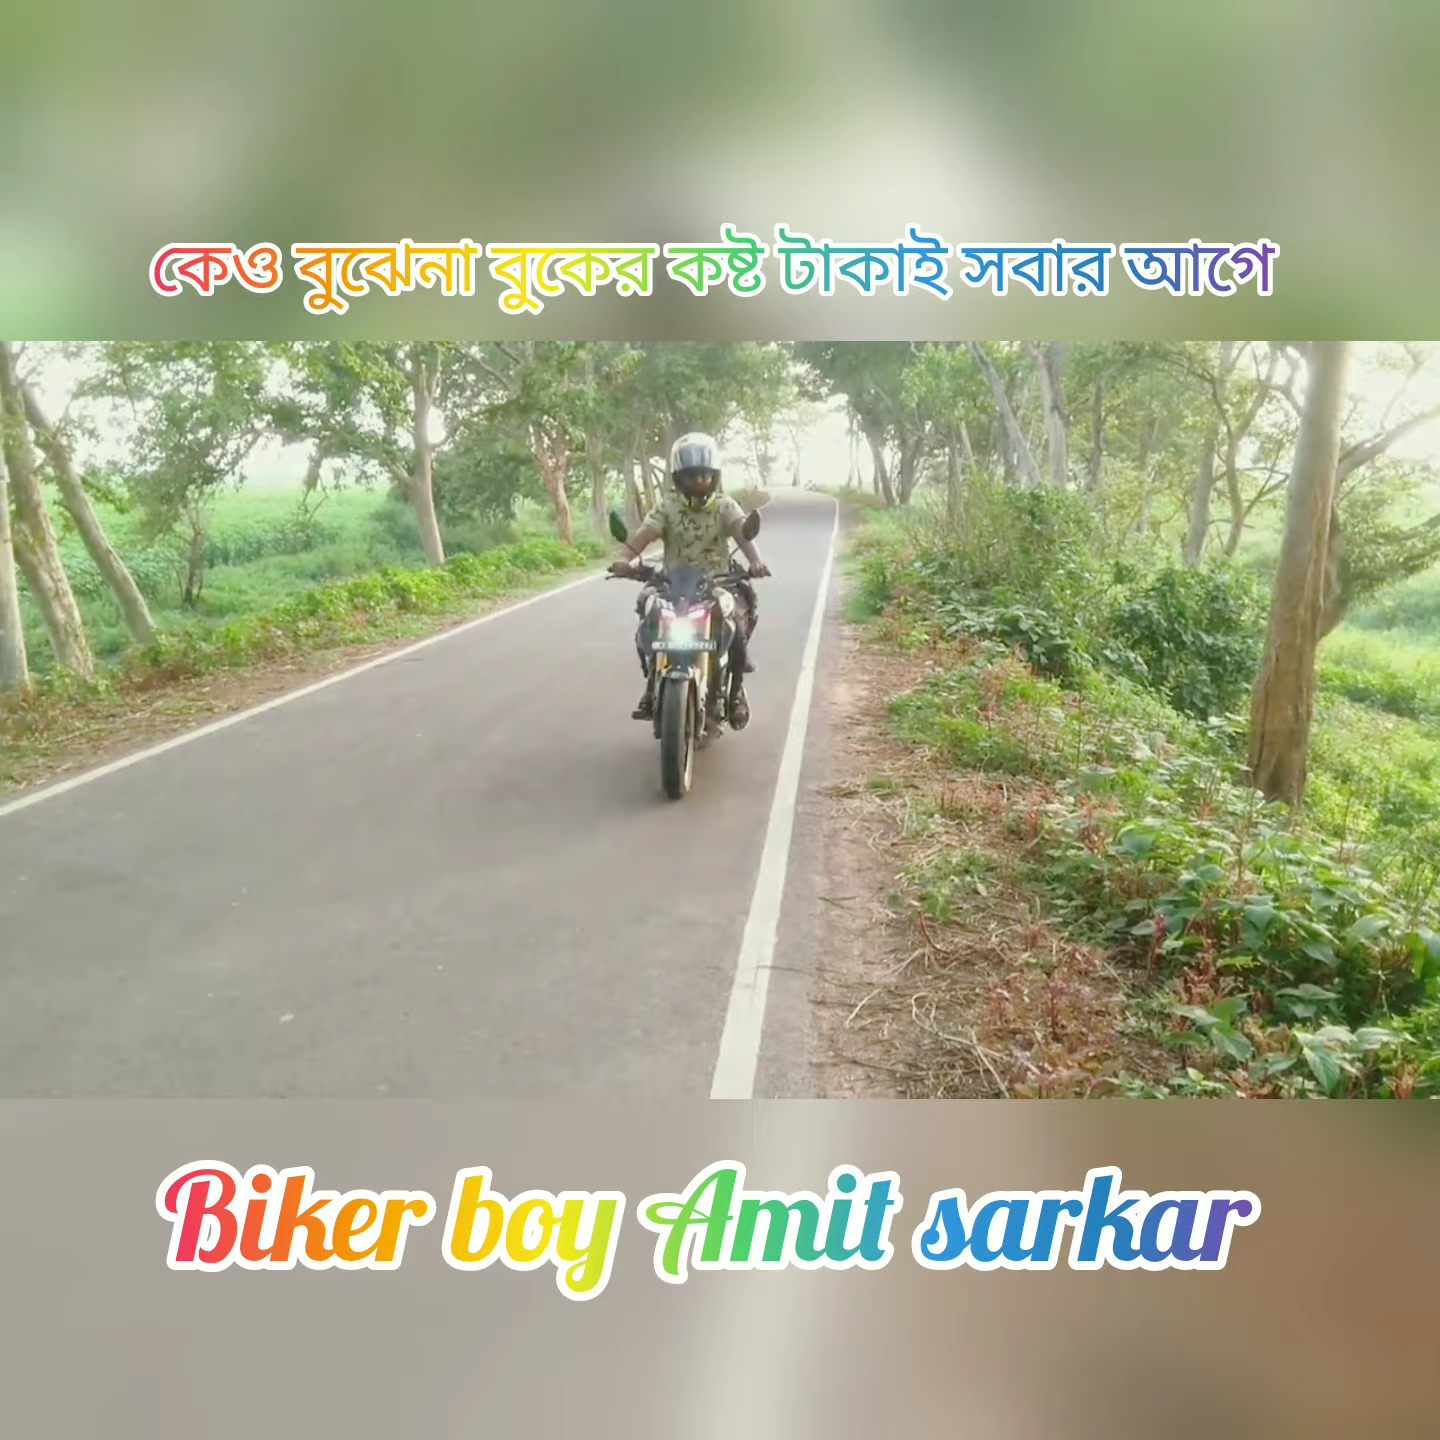 কেও বুঝেনা বুকের কষ্ট টাকাই সবার আগে
Biker boy Amit sarkar